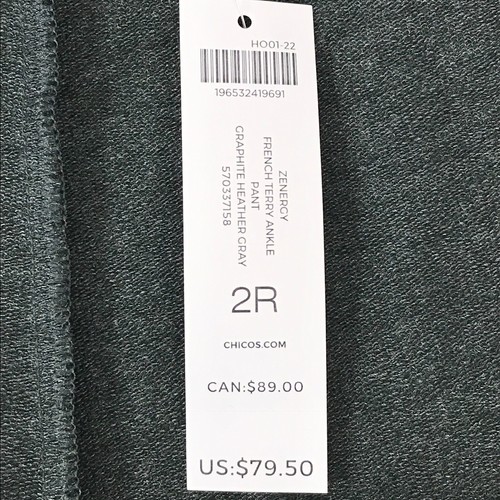 HO01-22
196532419691
ZENERGY
FRENCH TERRY ANKLE
PANT
GRAPHITE HEATHER GRAY
570337158
2R
CHICOS.COM
CAN:$89.00
US:$79.50